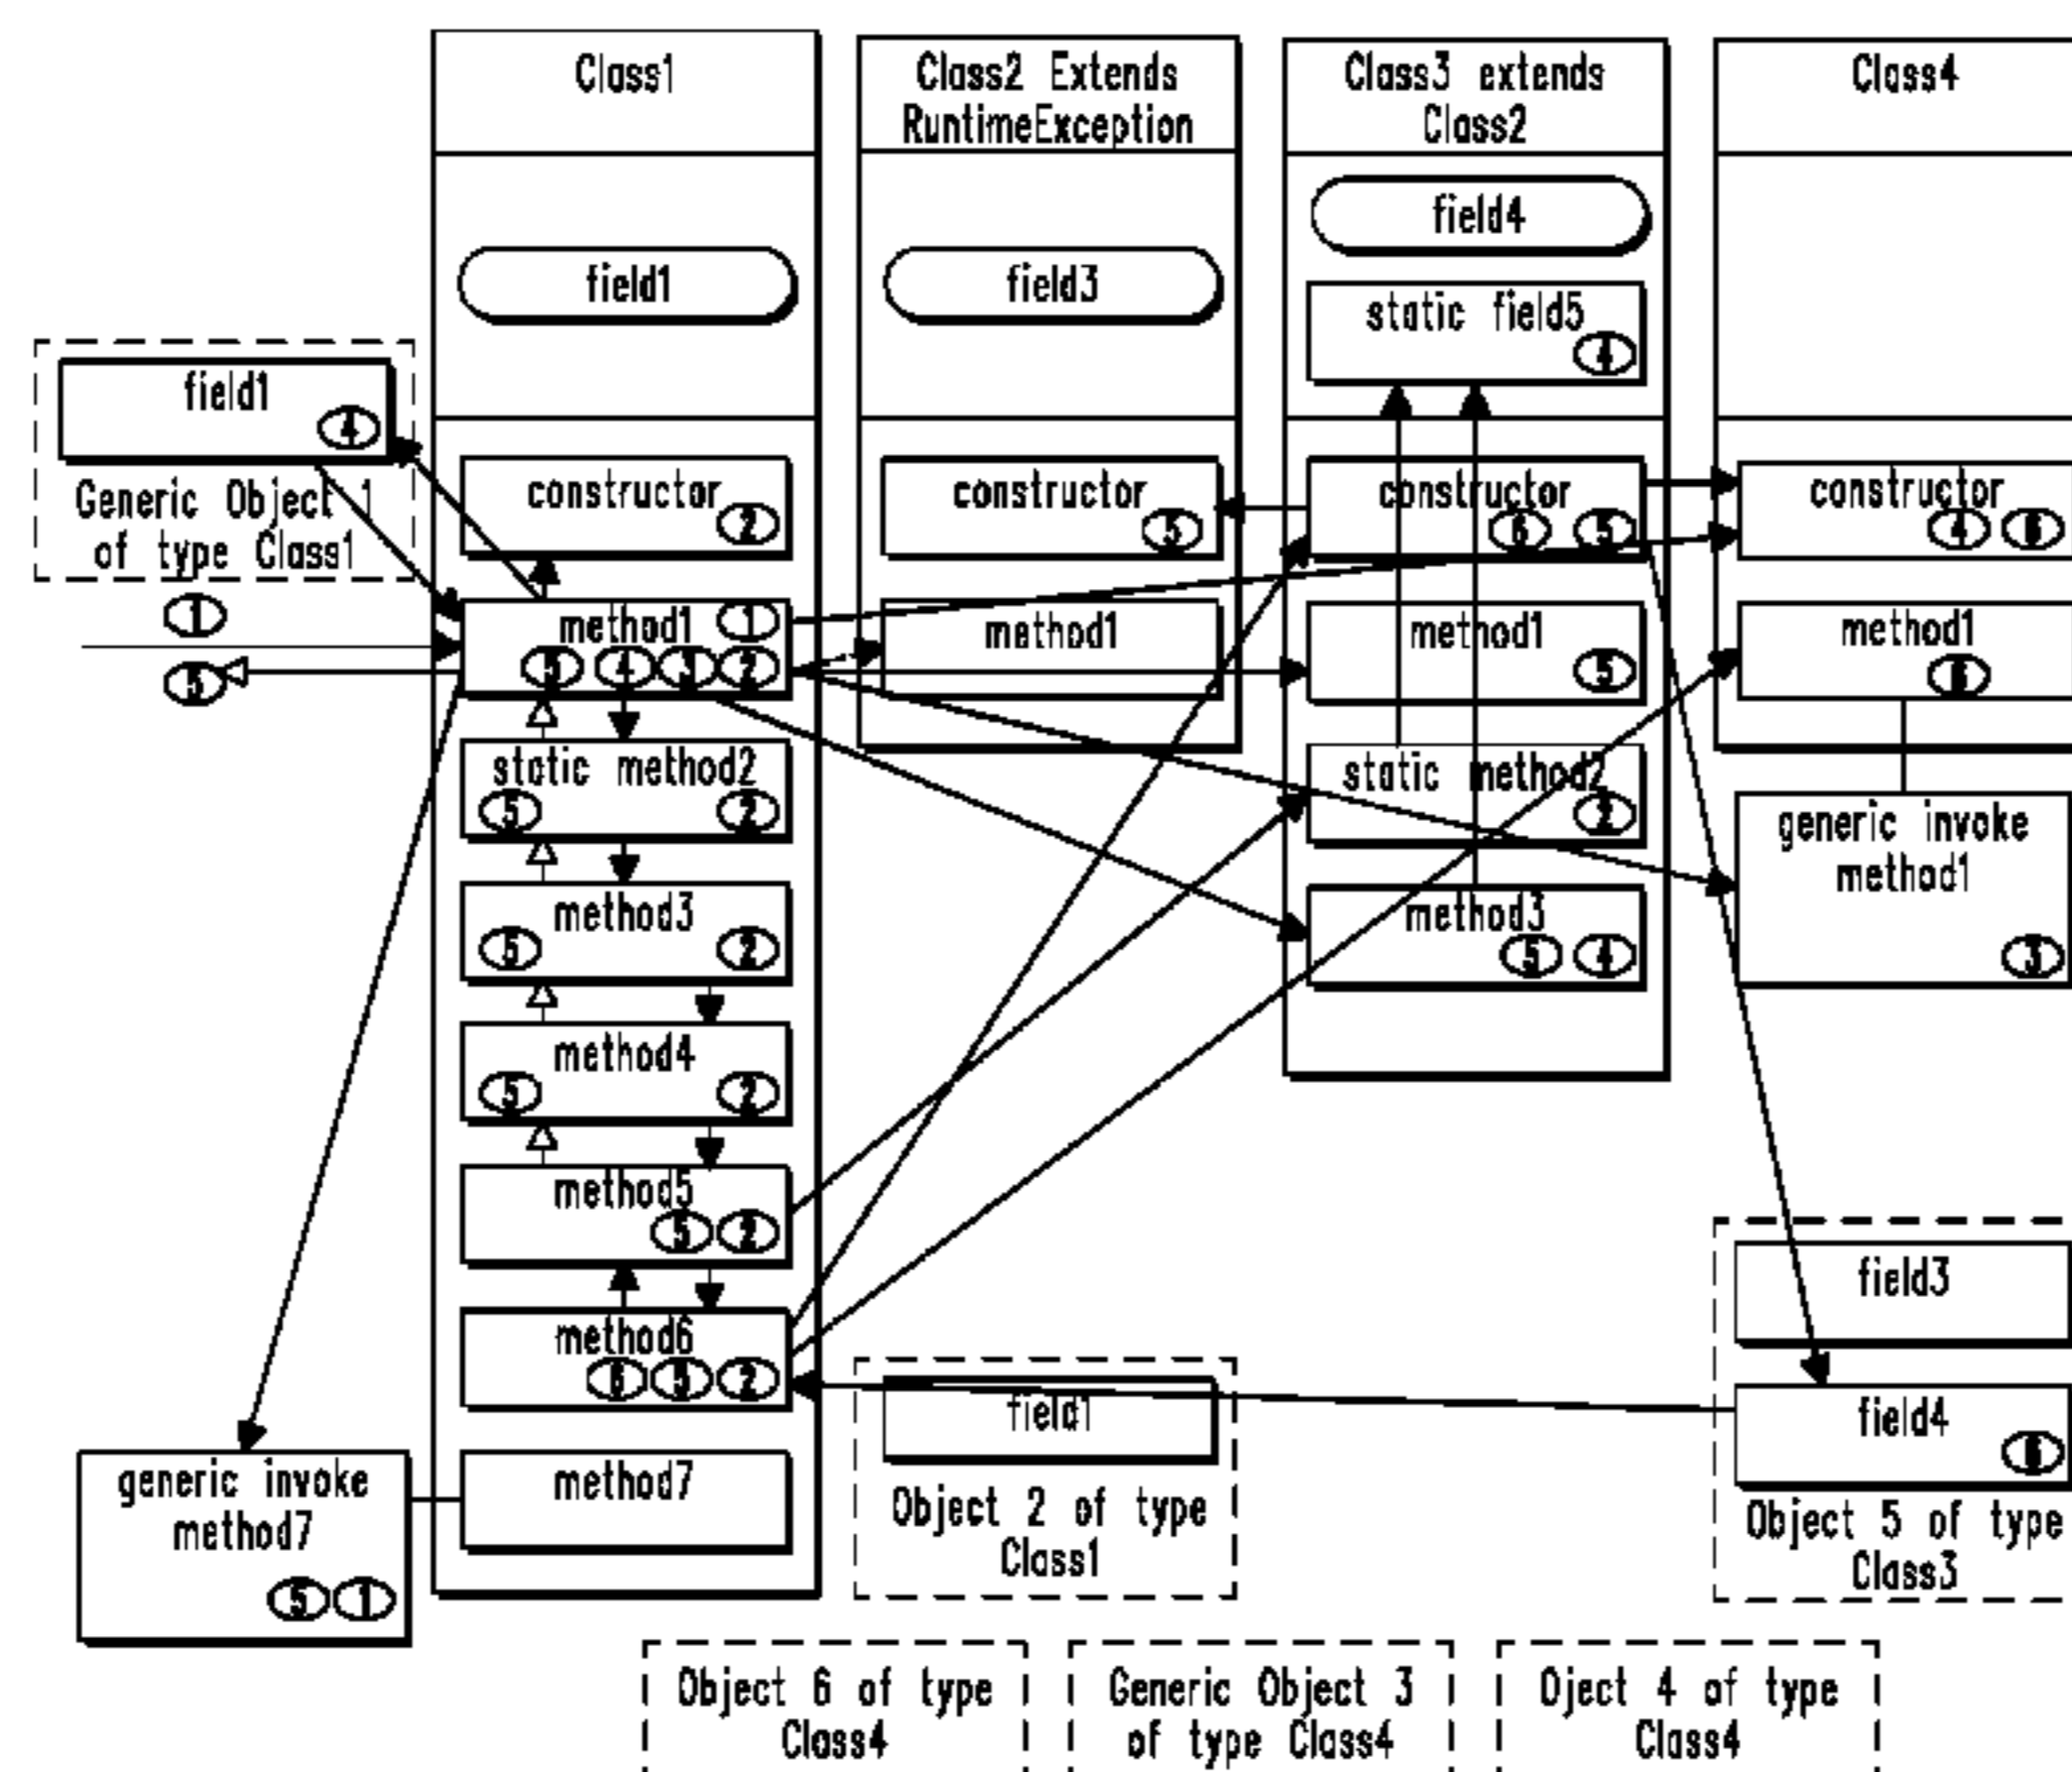 Class1
Class2 Extends
RuntimeException
Class3 extends
Class2
Class4
field4
field1
field3
static field5
4
field1
4
Generic Object 1
of type Class1
constructor
2
constructor
5
constructor
6 5
constructor
4 6
1
5
method1 1
5 4 3 2
method1
method1
5
method1
6
static method2
5 2
static method2
2
generic invoke
method1
3
method3
5 2
method3
5 4
method4
5 2
method5
5 2
method6
6 5 2
field3
field4
6
Object 5 of type
Class3
field1
Object 2 of type
Class1
method7
generic invoke
method7
5 1
Object 6 of type
Class4
Generic Object 3
of type Class4
Oject 4 of type
Class4